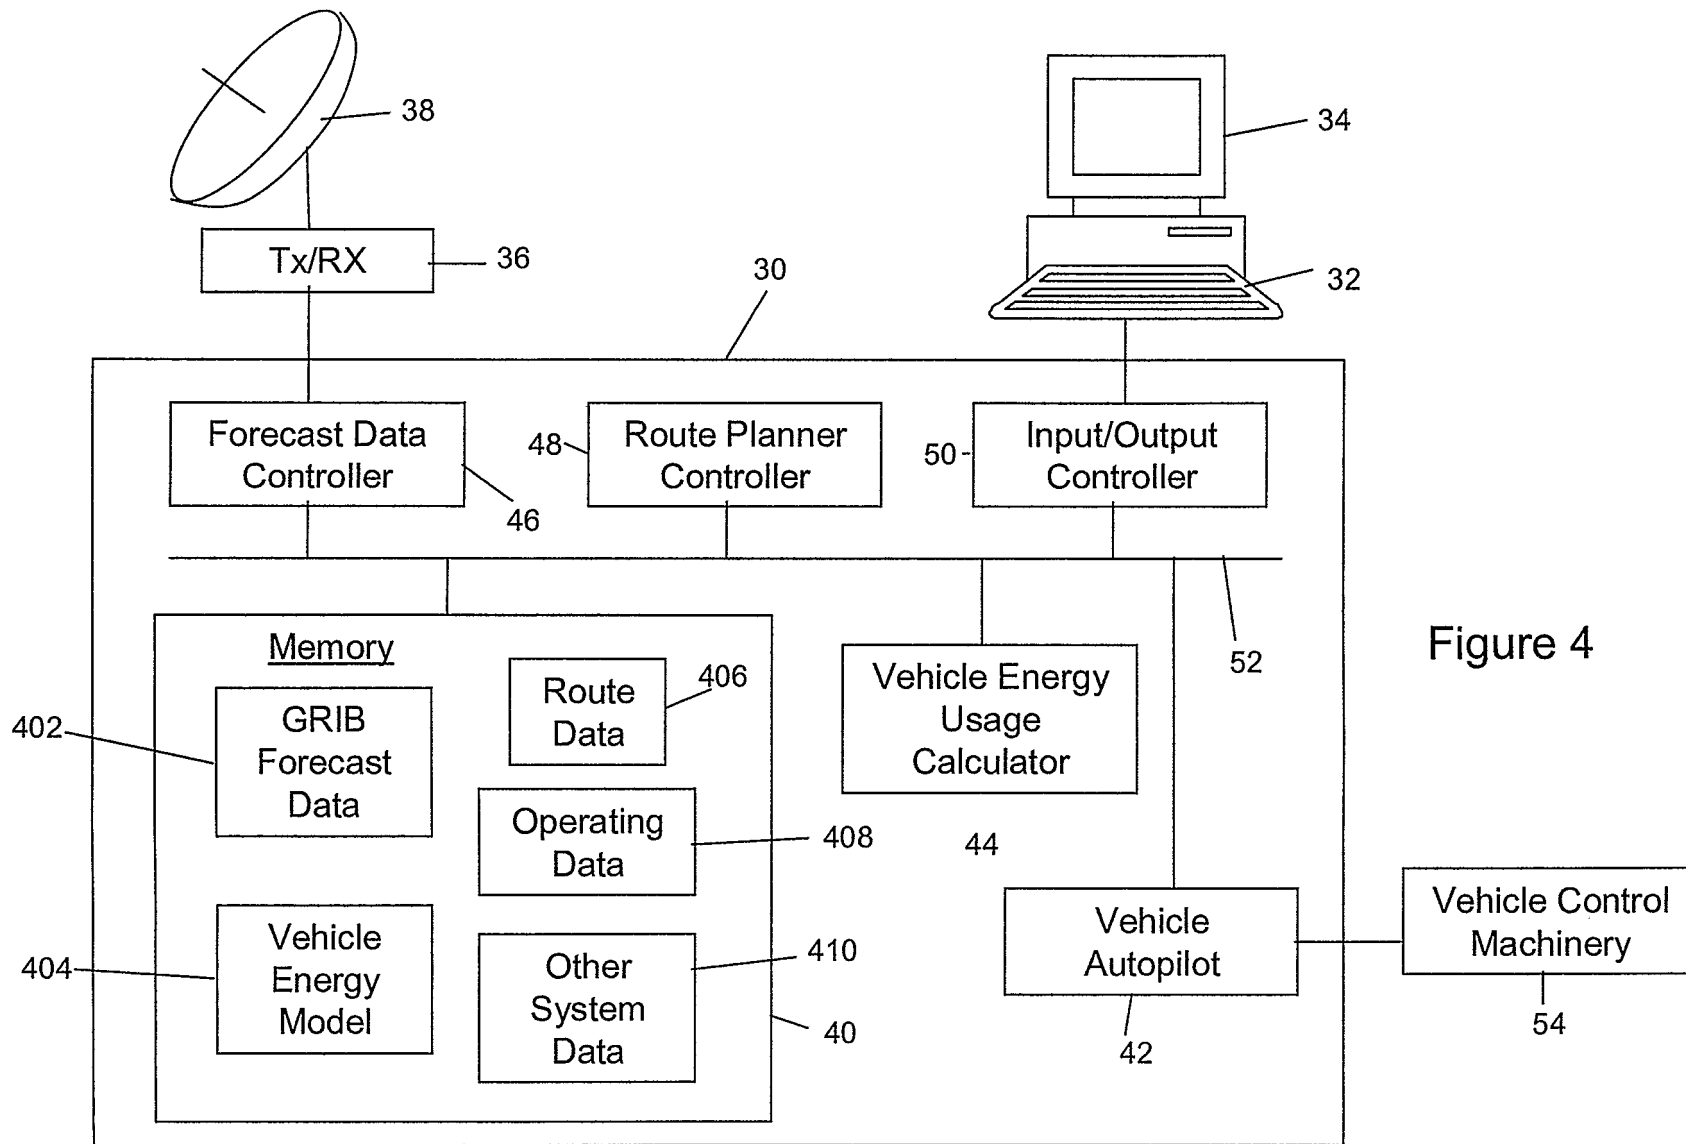 38
34
Tx/RX
36
30
32
Forecast Data
Controller
46
48
Route Planner
Controller
50
Input/Output
Controller
52
Memory
402
GRIB
Forecast
Data
Route
Data
406
Operating
Data
408
404
Vehicle
Energy
Model
Other
System
Data
410
40
Vehicle Energy
Usage
Calculator
44
Vehicle
Autopilot
42
Vehicle Control
Machinery
54
Figure 4